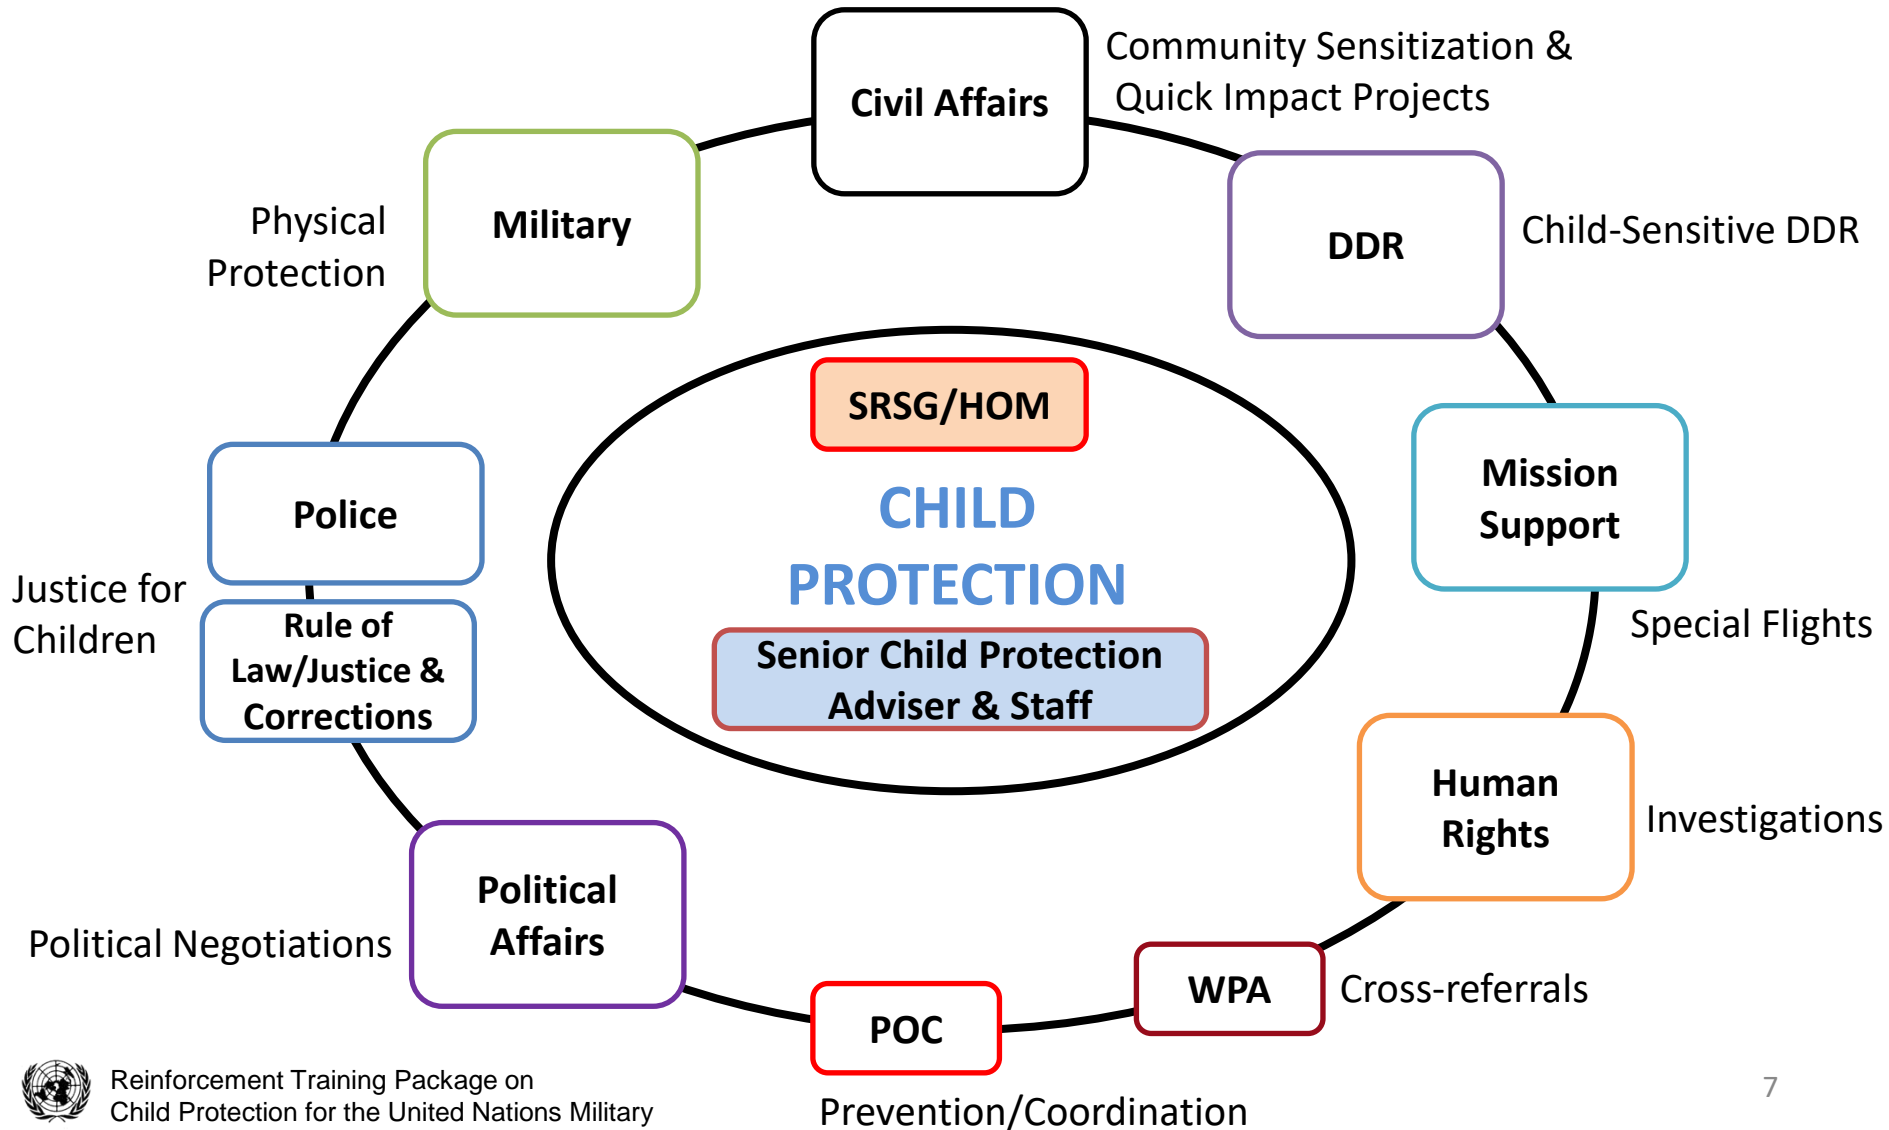 Civil Affairs
Community Sensitization &
Quick Impact Projects
Military
Physical
Protection
DDR
Child-Sensitive DDR
SRSG/HOM
CHILD
PROTECTION
Senior Child Protection
Adviser & Staff
Mission
Support
Special Flights
Police
Justice for
Children
Rule of
Law/Justice &
Corrections
Human
Rights
Investigations
Political
Affairs
Political Negotiations
WPA
Cross-referrals
POC
Prevention/Coordination
Reinforcement Training Package on
Child Protection for the United Nations Military
7